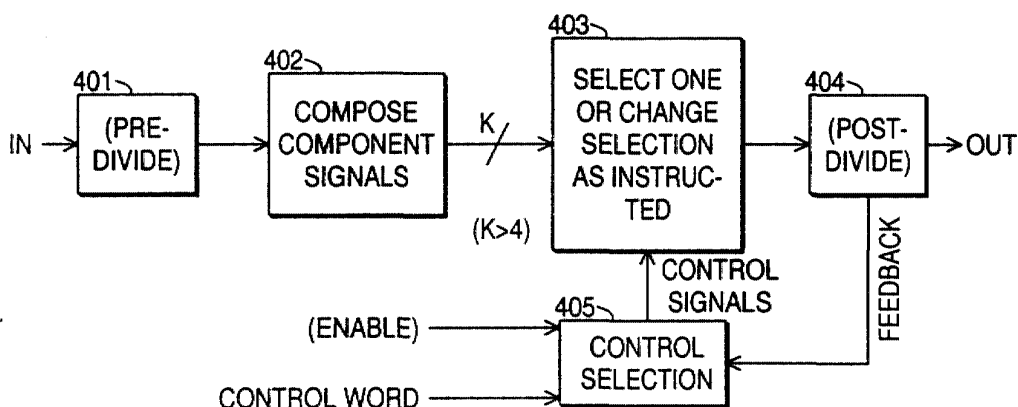 401
(PRE-
DIVIDE)
IN
402
COMPOSE
COMPONENT
SIGNALS
K
(K>4)
403
SELECT ONE
OR CHANGE
SELECTION
AS INSTRUC-
TED
404
(POST-
DIVIDE)
OUT
FEEDBACK
CONTROL
SIGNALS
405
CONTROL
SELECTION
(ENABLE)
CONTROL WORD